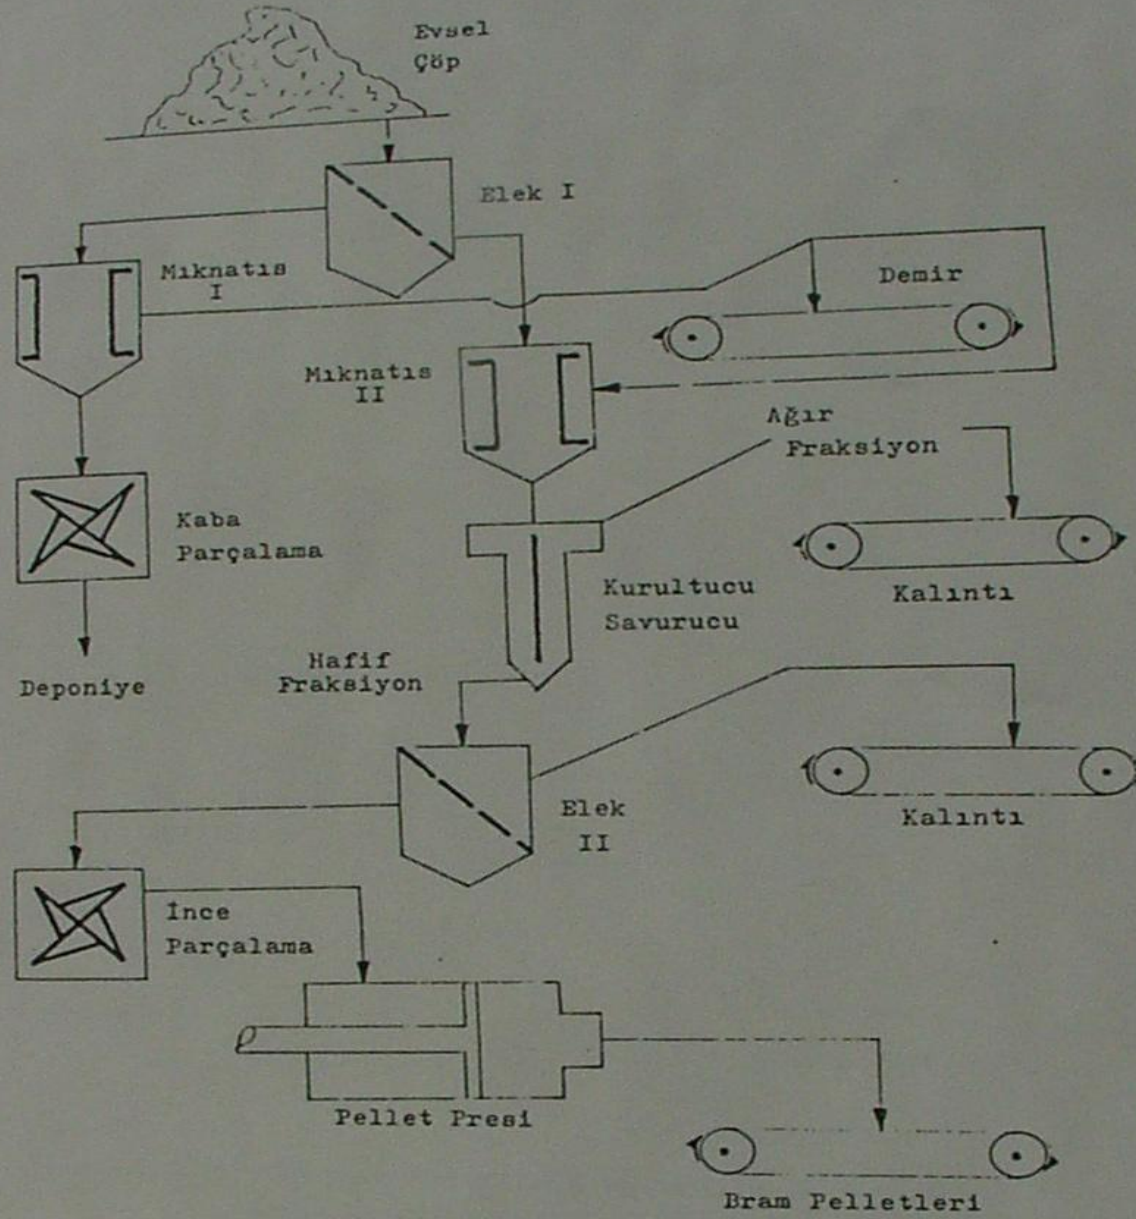 Evsel
Çöp
Elek I
Mıknatıs
I
Demir
Mıknatıs
II
Ağır
Fraksiyon
Kaba
Parçalama
Kurultucu
Savurucu
Kalıntı
Hafif
Fraksiyon
Deponiye
Elek
II
Kalıntı
İnce
Parçalama
Pellet Presi
Bram Pelletleri